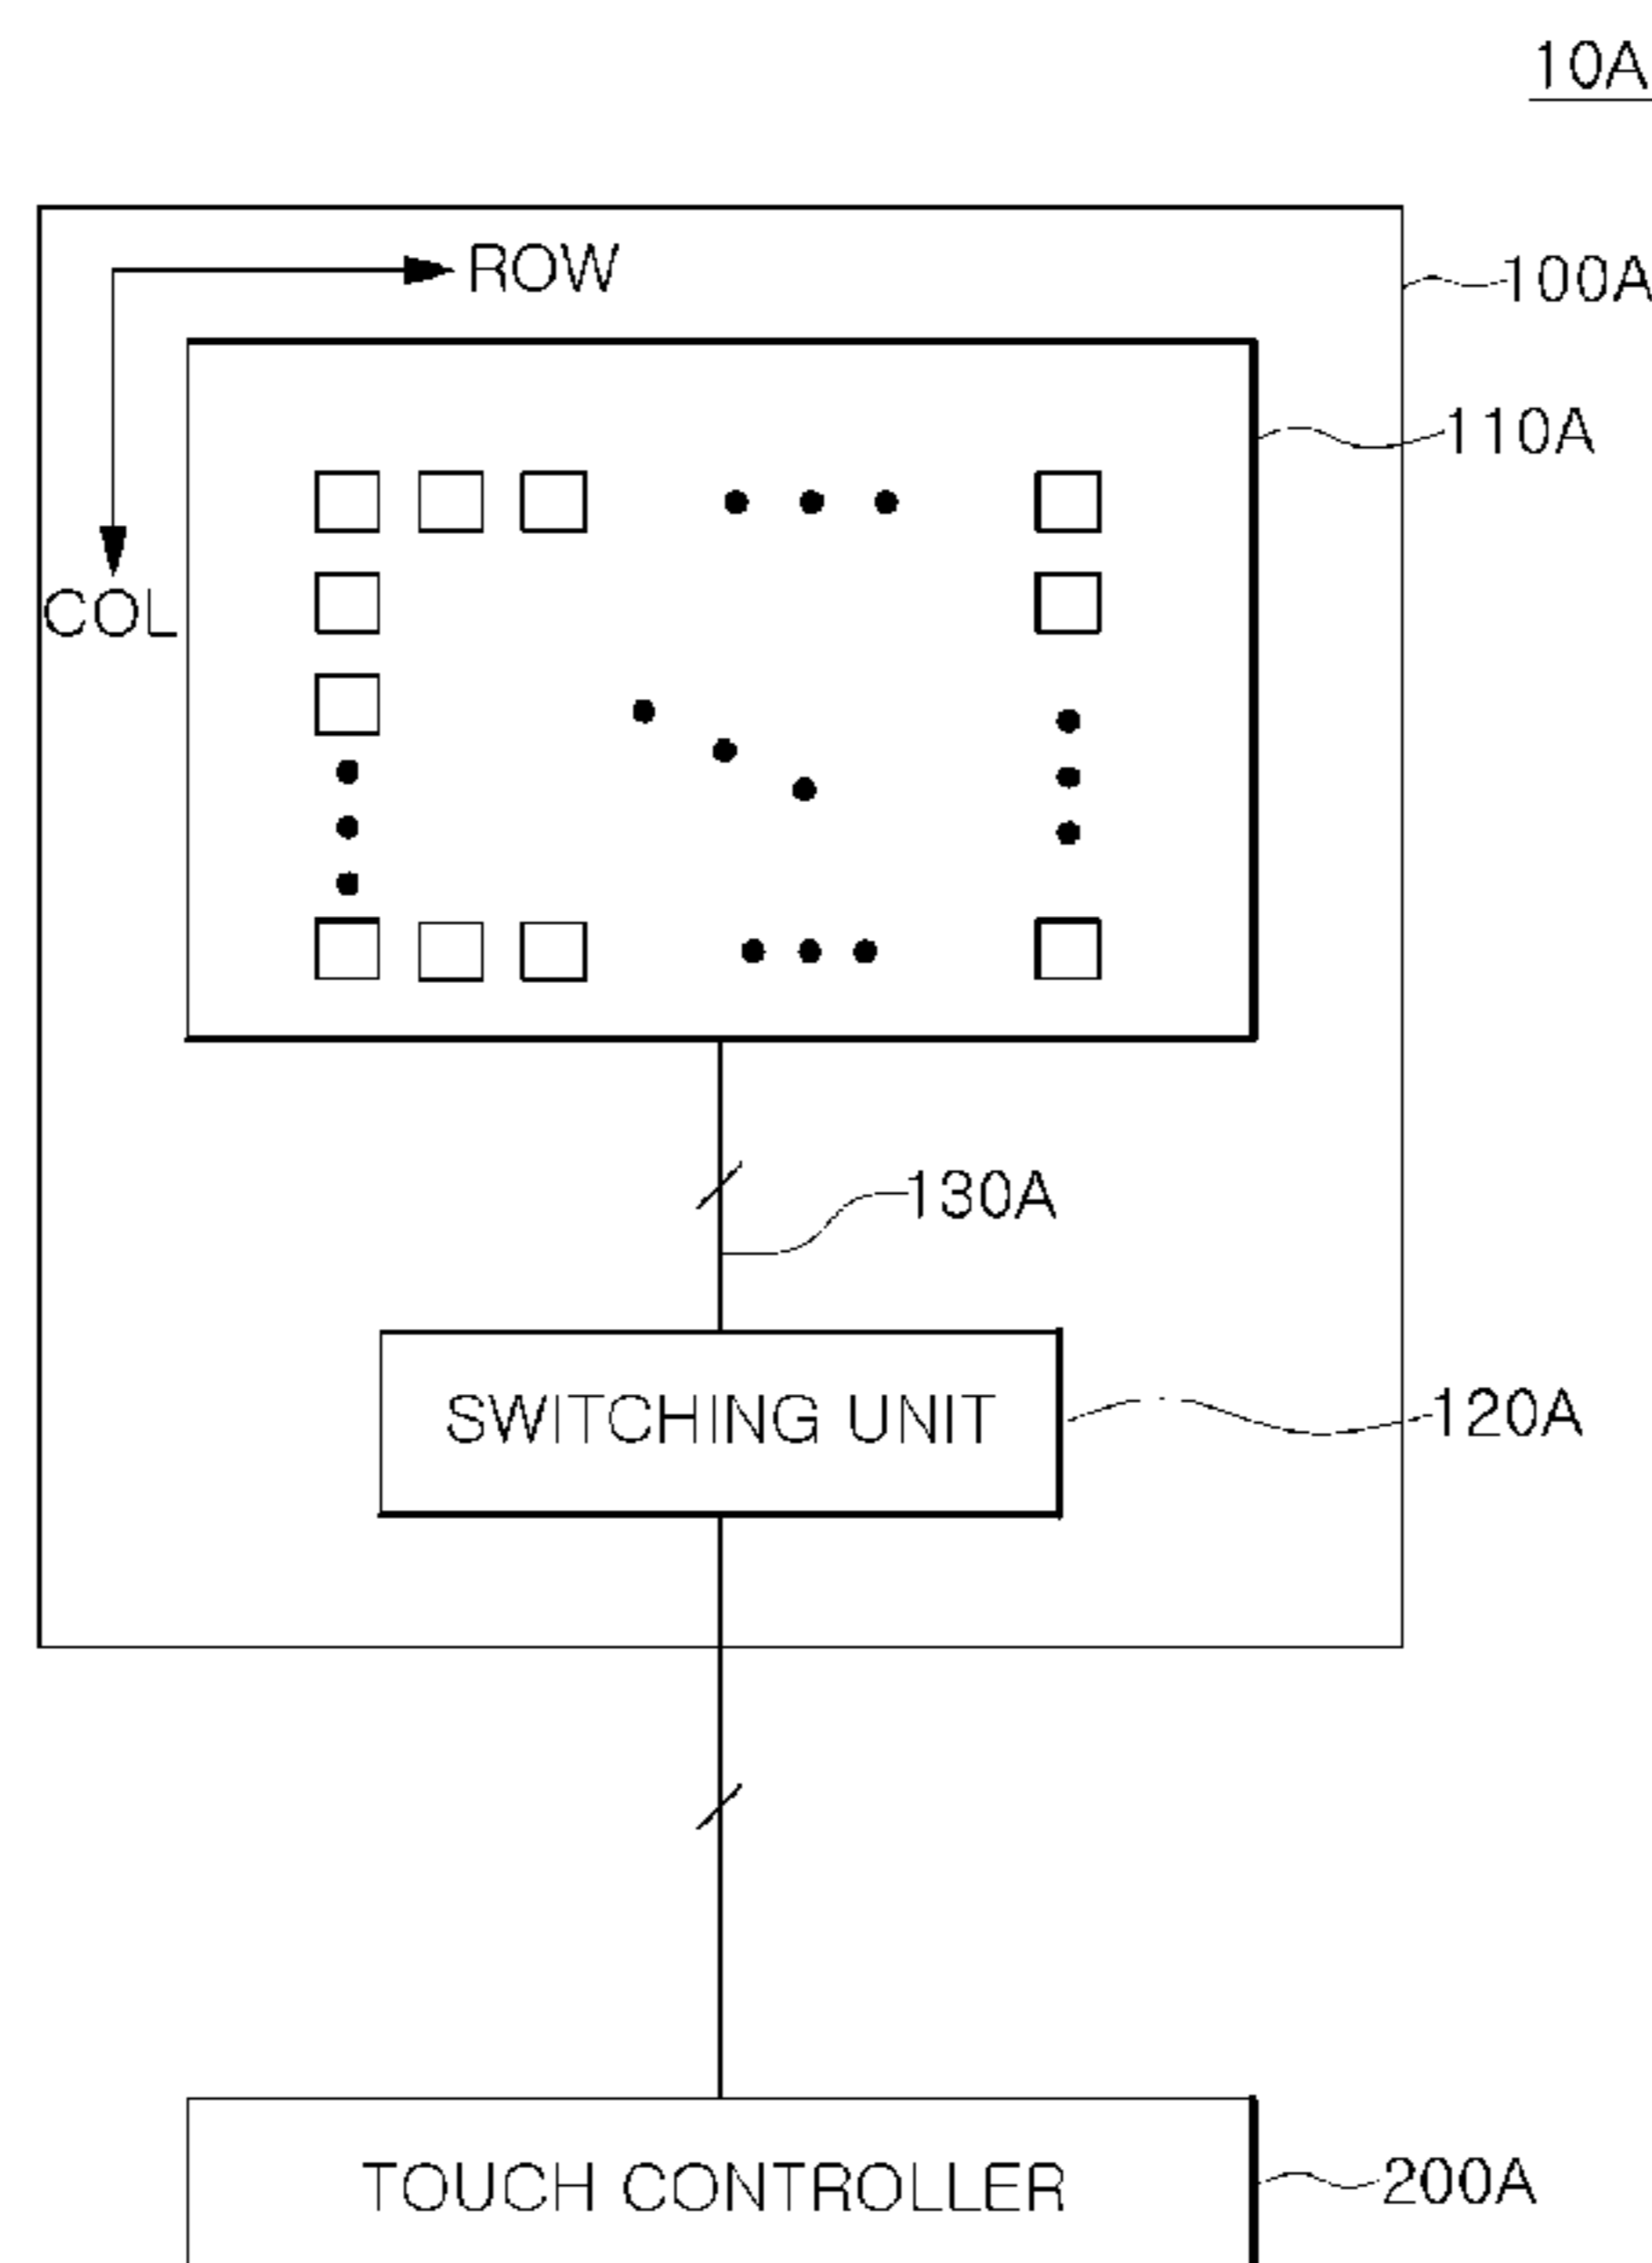 10A
ROW
100A
110A
COL
130A
SWITCHING UNIT
120A
TOUCH CONTROLLER
200A